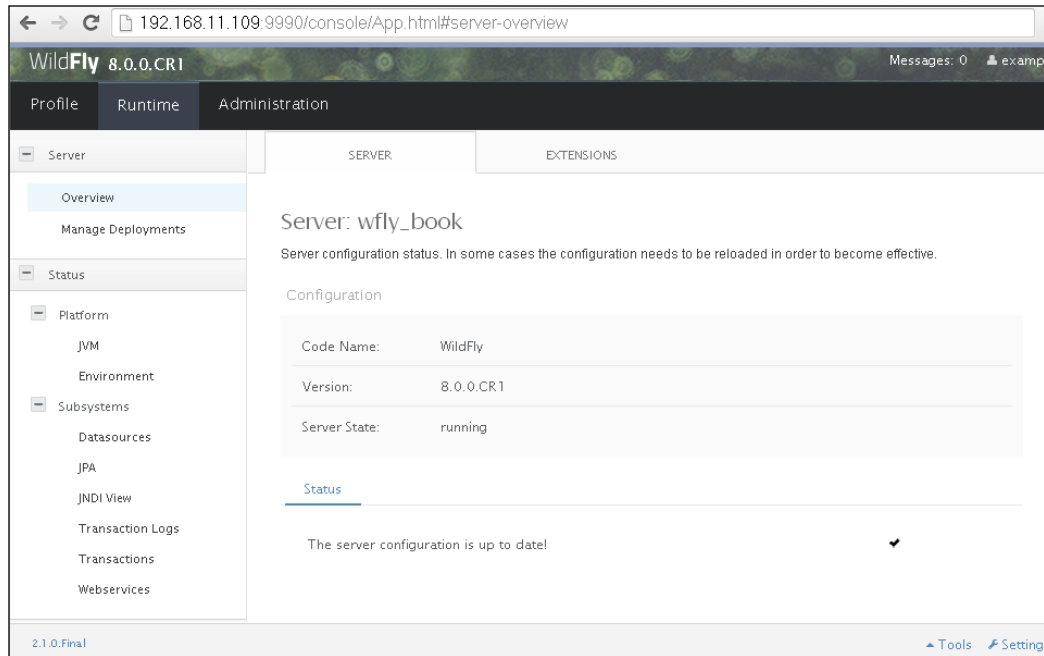 192.168.11.109:9990/console/App.html#server-overview
WildFly 8.0.0.CR1
Messages: 0 examp
Profile Runtime Administration
Server
SERVER EXTENSIONS
Overview
Manage Deployments
Server: wfly_book
Server configuration status. In some cases the configuration needs to be reloaded in order to become effective.
Status
Configuration
Platform
JVM
Code Name: WildFly
Environment
Version: 8.0.0.CR1
Subsystems
Server State: running
Datasources
JPA
JNDI View
Status
Transaction Logs
The server configuration is up to date!
Transactions
Webservices
2.1.0.Final
Tools Setting